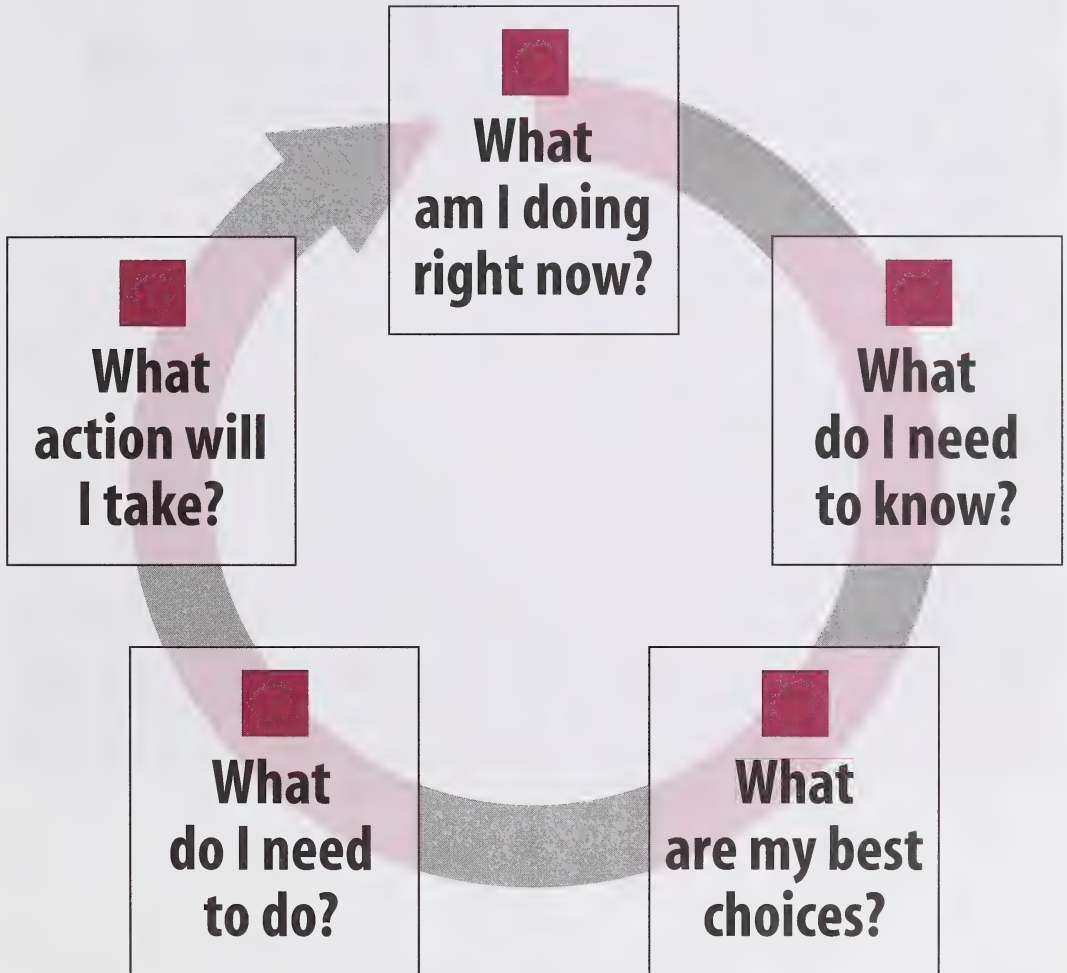 What
am I doing
right now?
What
do I need
to know?
What
are my best
choices?
What
do I need
to do?
What
action will
I take?